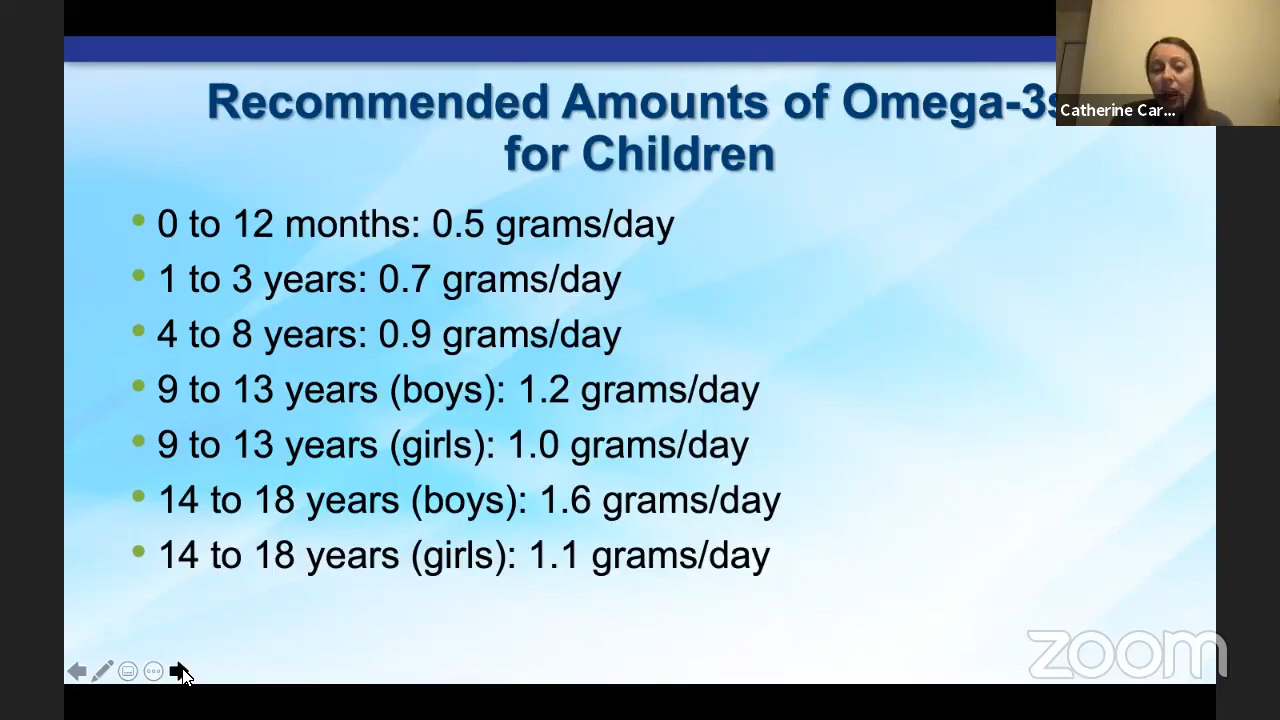 Recommended Amounts of Omega-3s
for Children
Catherine Car...
• 0 to 12 months: 0.5 grams/day
• 1 to 3 years: 0.7 grams/day
• 4 to 8 years: 0.9 grams/day
• 9 to 13 years (boys): 1.2 grams/day
• 9 to 13 years (girls): 1.0 grams/day
• 14 to 18 years (boys): 1.6 grams/day
• 14 to 18 years (girls): 1.1 grams/day
zoom